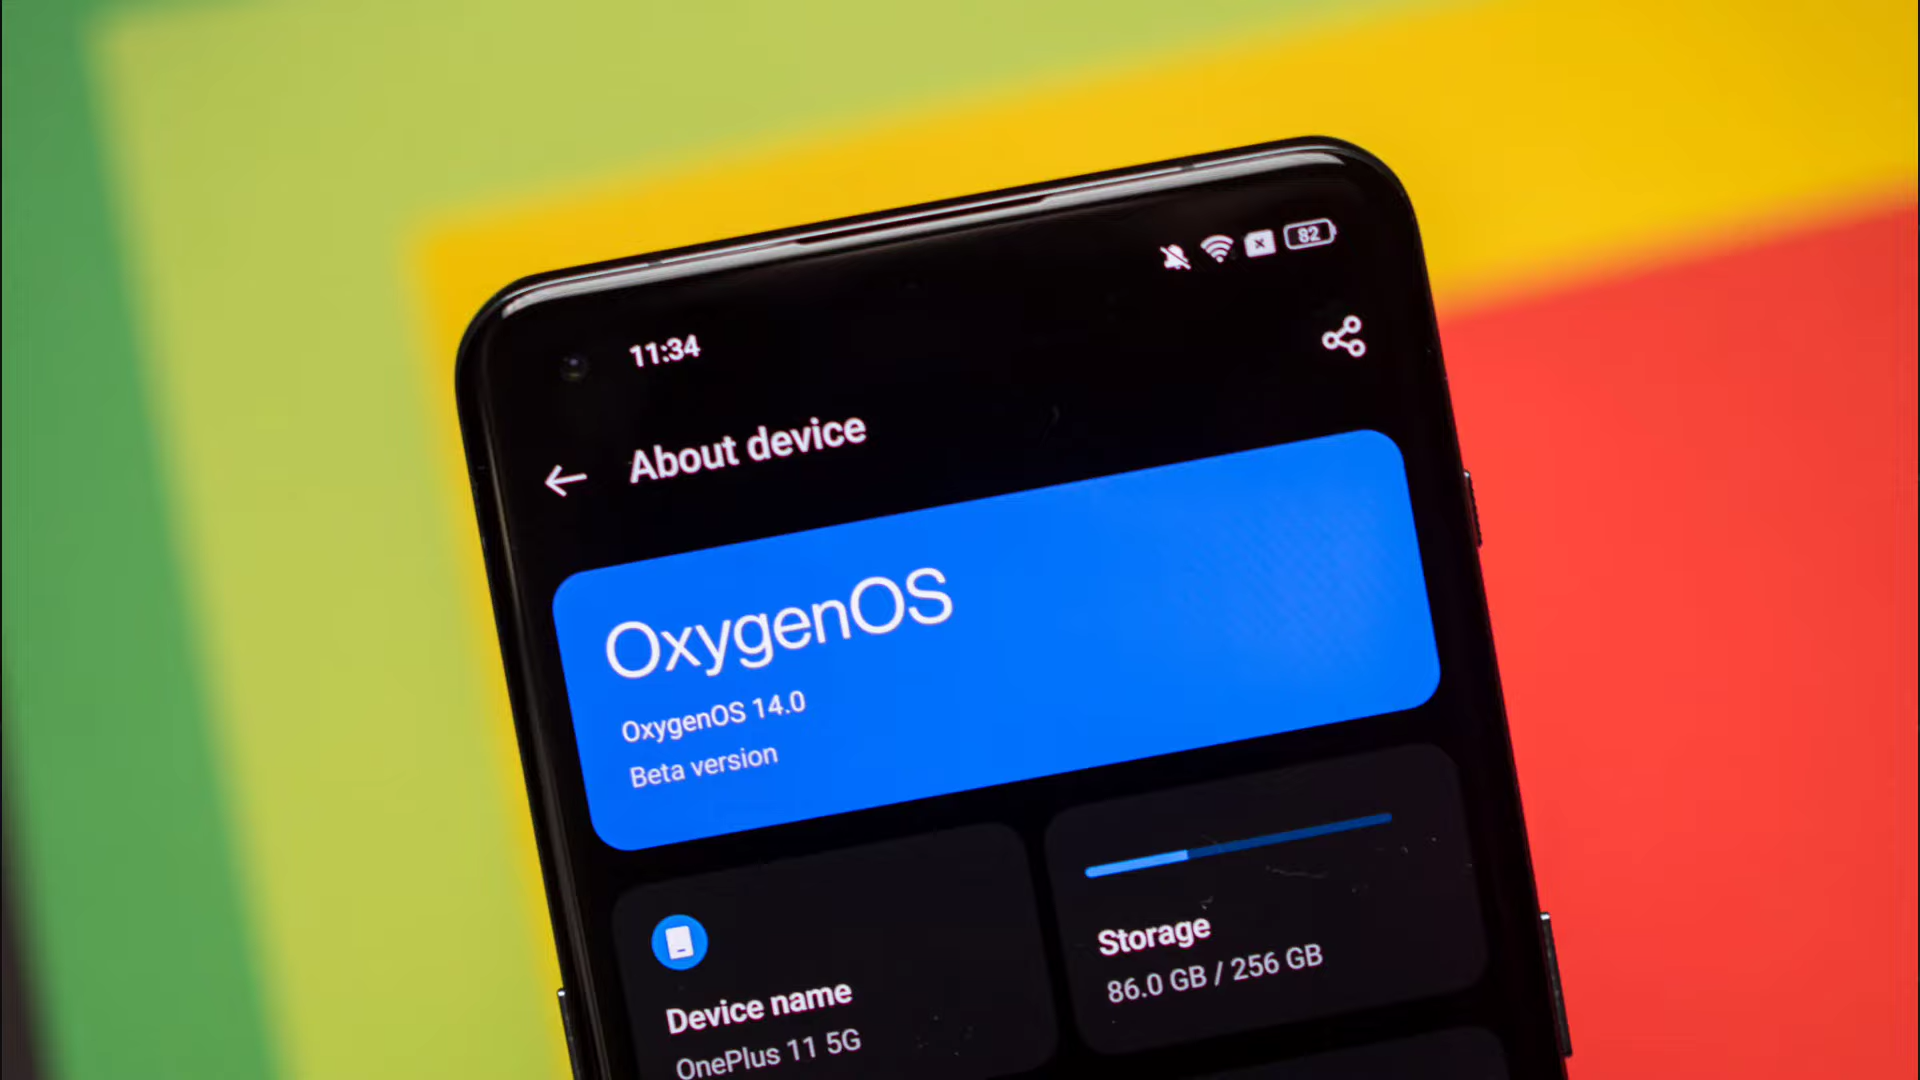 82
11:34
About device
OxygenOS
OxygenOS 14.0
Beta version
Storage
86.0 GB / 256 GB
Device name
OnePlus 11 5G